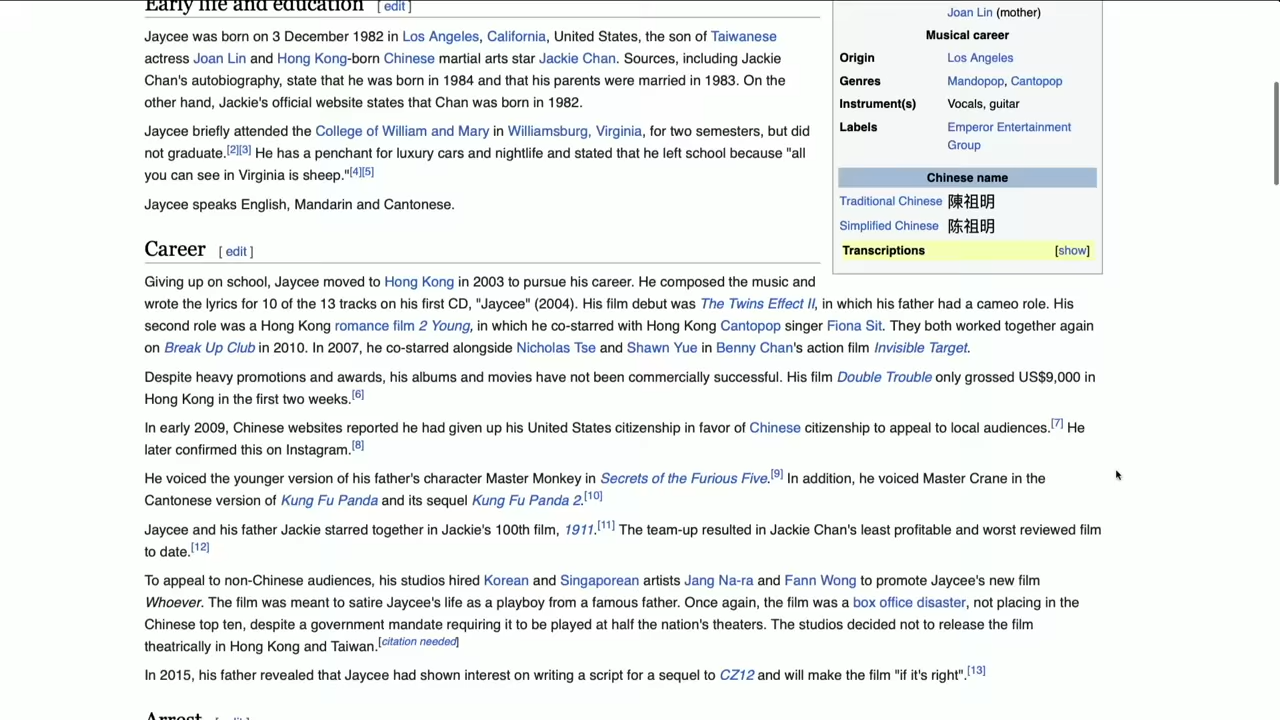 Early life and education [ edit ]
Jaycee was born on 3 December 1982 in Los Angeles, California, United States, the son of Taiwanese
actress Joan Lin and Hong Kong-born Chinese martial arts star Jackie Chan. Sources, including Jackie
Chan's autobiography, state that he was born in 1984 and that his parents were married in 1983. On the
other hand, Jackie's official website states that Chan was born in 1982.
Jaycee briefly attended the College of William and Mary in Williamsburg, Virginia, for two semesters, but did
not graduate.[2][3] He has a penchant for luxury cars and nightlife and stated that he left school because "all
you can see in Virginia is sheep."[4][5]
Jaycee speaks English, Mandarin and Cantonese.
Joan Lin (mother)
Musical career
Origin Los Angeles
Genres Mandopop, Cantopop
Instrument(s) Vocals, guitar
Labels Emperor Entertainment
Group
Chinese name
Traditional Chinese 陳祖明
Simplified Chinese 陈祖明
Transcriptions [show]
Career [ edit ]
Giving up on school, Jaycee moved to Hong Kong in 2003 to pursue his career. He composed the music and
wrote the lyrics for 10 of the 13 tracks on his first CD, "Jaycee" (2004). His film debut was The Twins Effect II, in which his father had a cameo role. His
second role was a Hong Kong romance film 2 Young, in which he co-starred with Hong Kong Cantopop singer Fiona Sit. They both worked together again
on Break Up Club in 2010. In 2007, he co-starred alongside Nicholas Tse and Shawn Yue in Benny Chan's action film Invisible Target.
Despite heavy promotions and awards, his albums and movies have not been commercially successful. His film Double Trouble only grossed US$9,000 in
Hong Kong in the first two weeks.[6]
In early 2009, Chinese websites reported he had given up his United States citizenship in favor of Chinese citizenship to appeal to local audiences.[7] He
later confirmed this on Instagram.[8]
He voiced the younger version of his father's character Master Monkey in Secrets of the Furious Five.[9] In addition, he voiced Master Crane in the
Cantonese version of Kung Fu Panda and its sequel Kung Fu Panda 2.[10]
Jaycee and his father Jackie starred together in Jackie's 100th film, 1911.[11] The team-up resulted in Jackie Chan's least profitable and worst reviewed film
to date.[12]
To appeal to non-Chinese audiences, his studios hired Korean and Singaporean artists Jang Na-ra and Fann Wong to promote Jaycee's new film
Whoever. The film was meant to satire Jaycee's life as a playboy from a famous father. Once again, the film was a box office disaster, not placing in the
Chinese top ten, despite a government mandate requiring it to be played at half the nation's theaters. The studios decided not to release the film
theatrically in Hong Kong and Taiwan.[citation needed]
In 2015, his father revealed that Jaycee had shown interest on writing a script for a sequel to CZ12 and will make the film "if it's right".[13]
Arrest [ edit ]